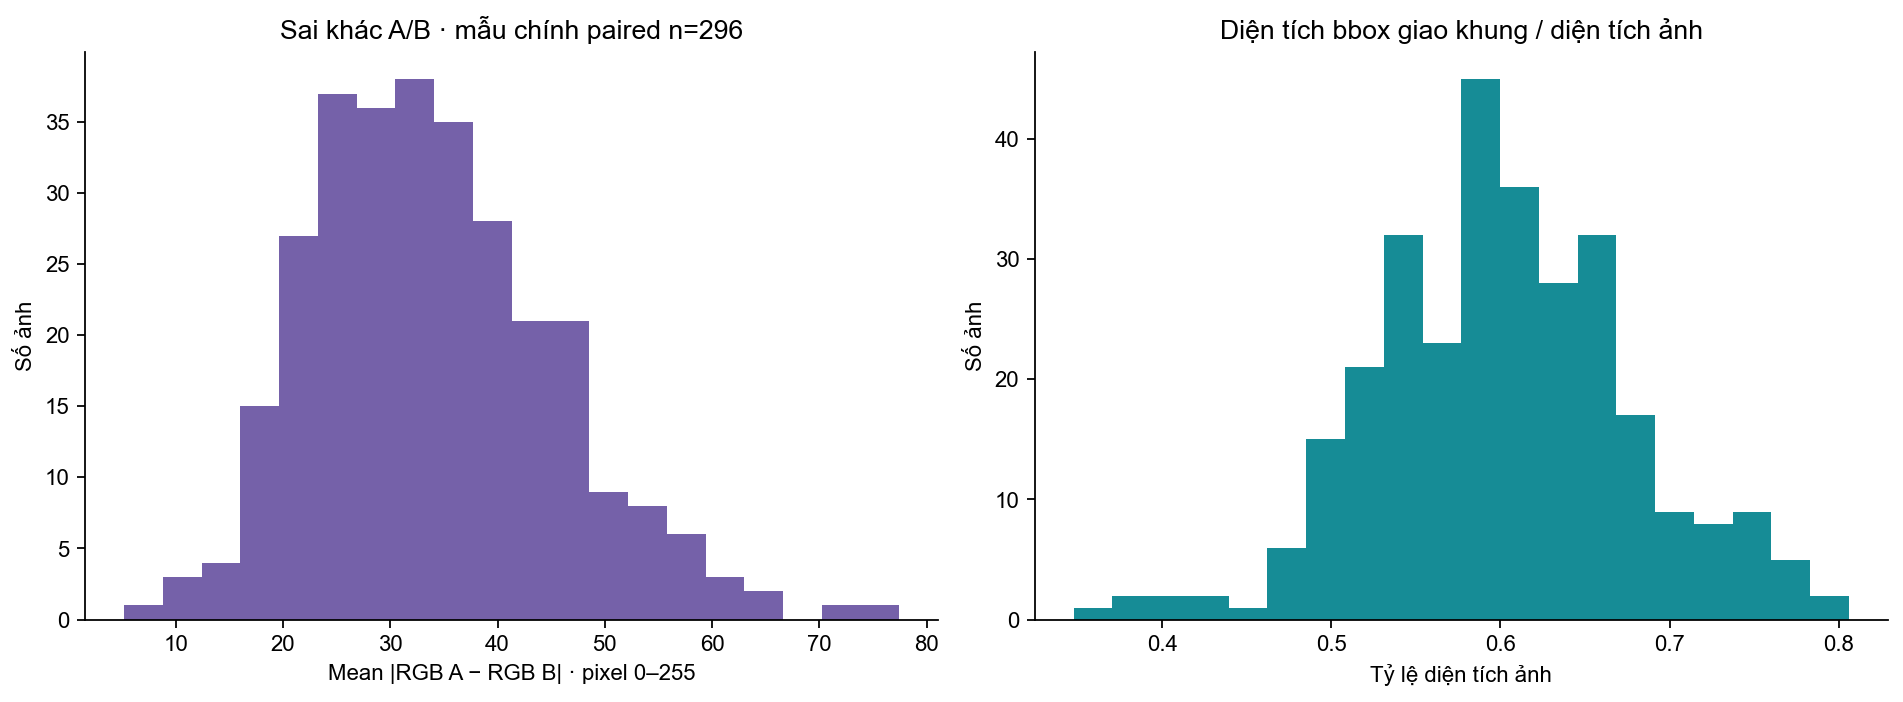 Sai khác A/B · mẫu chính paired n=296
Số ảnh
35
30
25
20
15
10
5
0
10 20 30 40 50 60 70 80
Mean |RGB A − RGB B| · pixel 0–255
Diện tích bbox giao khung / diện tích ảnh
Số ảnh
40
30
20
10
0
0.4 0.5 0.6 0.7 0.8
Tỷ lệ diện tích ảnh